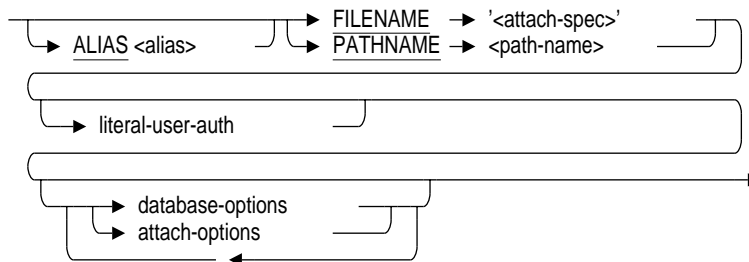 FILENAME '<attach-spec>'
ALIAS <alias> PATHNAME <path-name>
literal-user-auth
database-options
attach-options